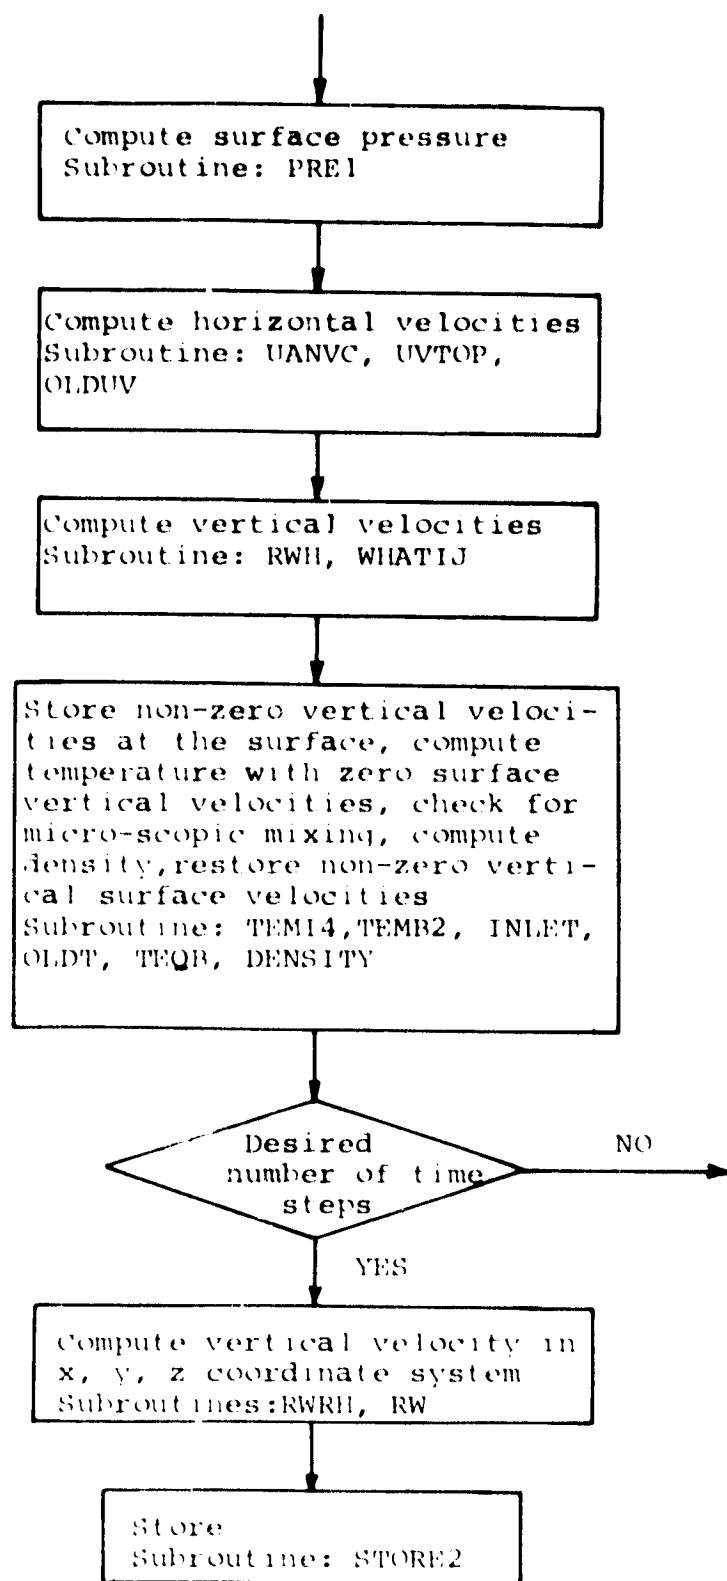 Compute surface pressure
Subroutine: PRE1
Compute horizontal velocities
Subroutine: UANVC, UVTOP,
OLDUV
Compute vertical velocities
Subroutine: RWH, WHATIJ
Store non-zero vertical veloci-
ties at the surface, compute
temperature with zero surface
vertical velocities, check for
micro-scopic mixing, compute
density,restore non-zero verti-
cal surface velocities
Subroutine: TEM14,TEMB2, INLET,
OLDT, TEQB, DENSITY
Desired
number of time
steps
NO
YES
Compute vertical velocity in
x, y, z coordinate system
Subroutines:RWRH, RW
Store
Subroutine: STORE2